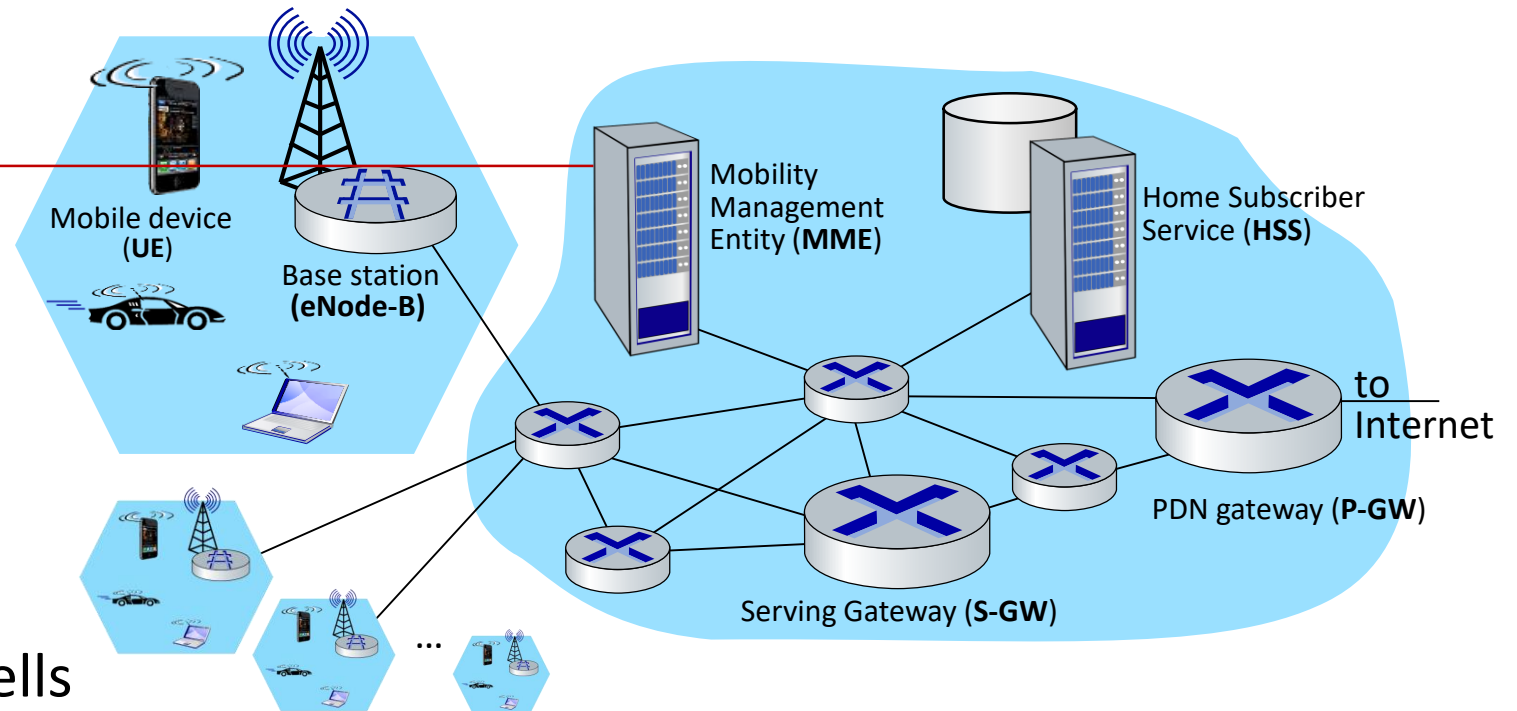 Mobile device
(UE)
Base station
(eNode-B)
Mobility
Management
Entity (MME)
Home Subscriber
Service (HSS)
to
Internet
PDN gateway (P-GW)
Serving Gateway (S-GW)
...
ells